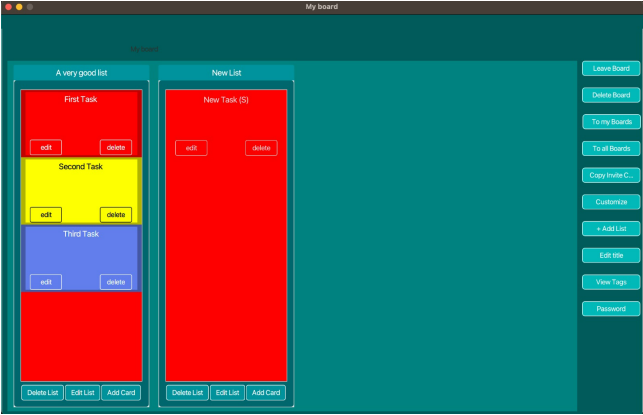 My board
My board
A very good list
New List
First Task
edit
delete
Second Task
edit
delete
Third Task
edit
delete
Delete List
Edit List
Add Card
New Task (S)
edit
delete
Delete List
Edit List
Add Card
Leave Board
Delete Board
To my Boards
To all Boards
Copy Invite C...
Customize
+ Add List
Edit title
View Tags
Password